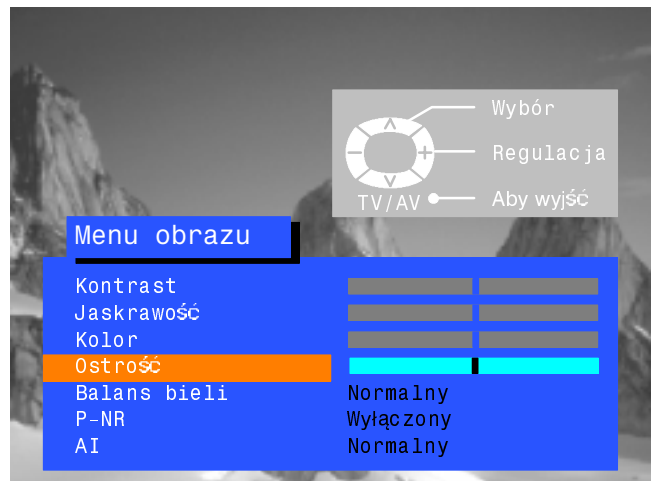 Wybór
Regulacja
TV/AV Aby wyjść
Menu obrazu
Kontrast
Jaskrawość
Kolor
Ostrość
Balans bieli Normalny
P-NR Wyłączony
AI Normalny